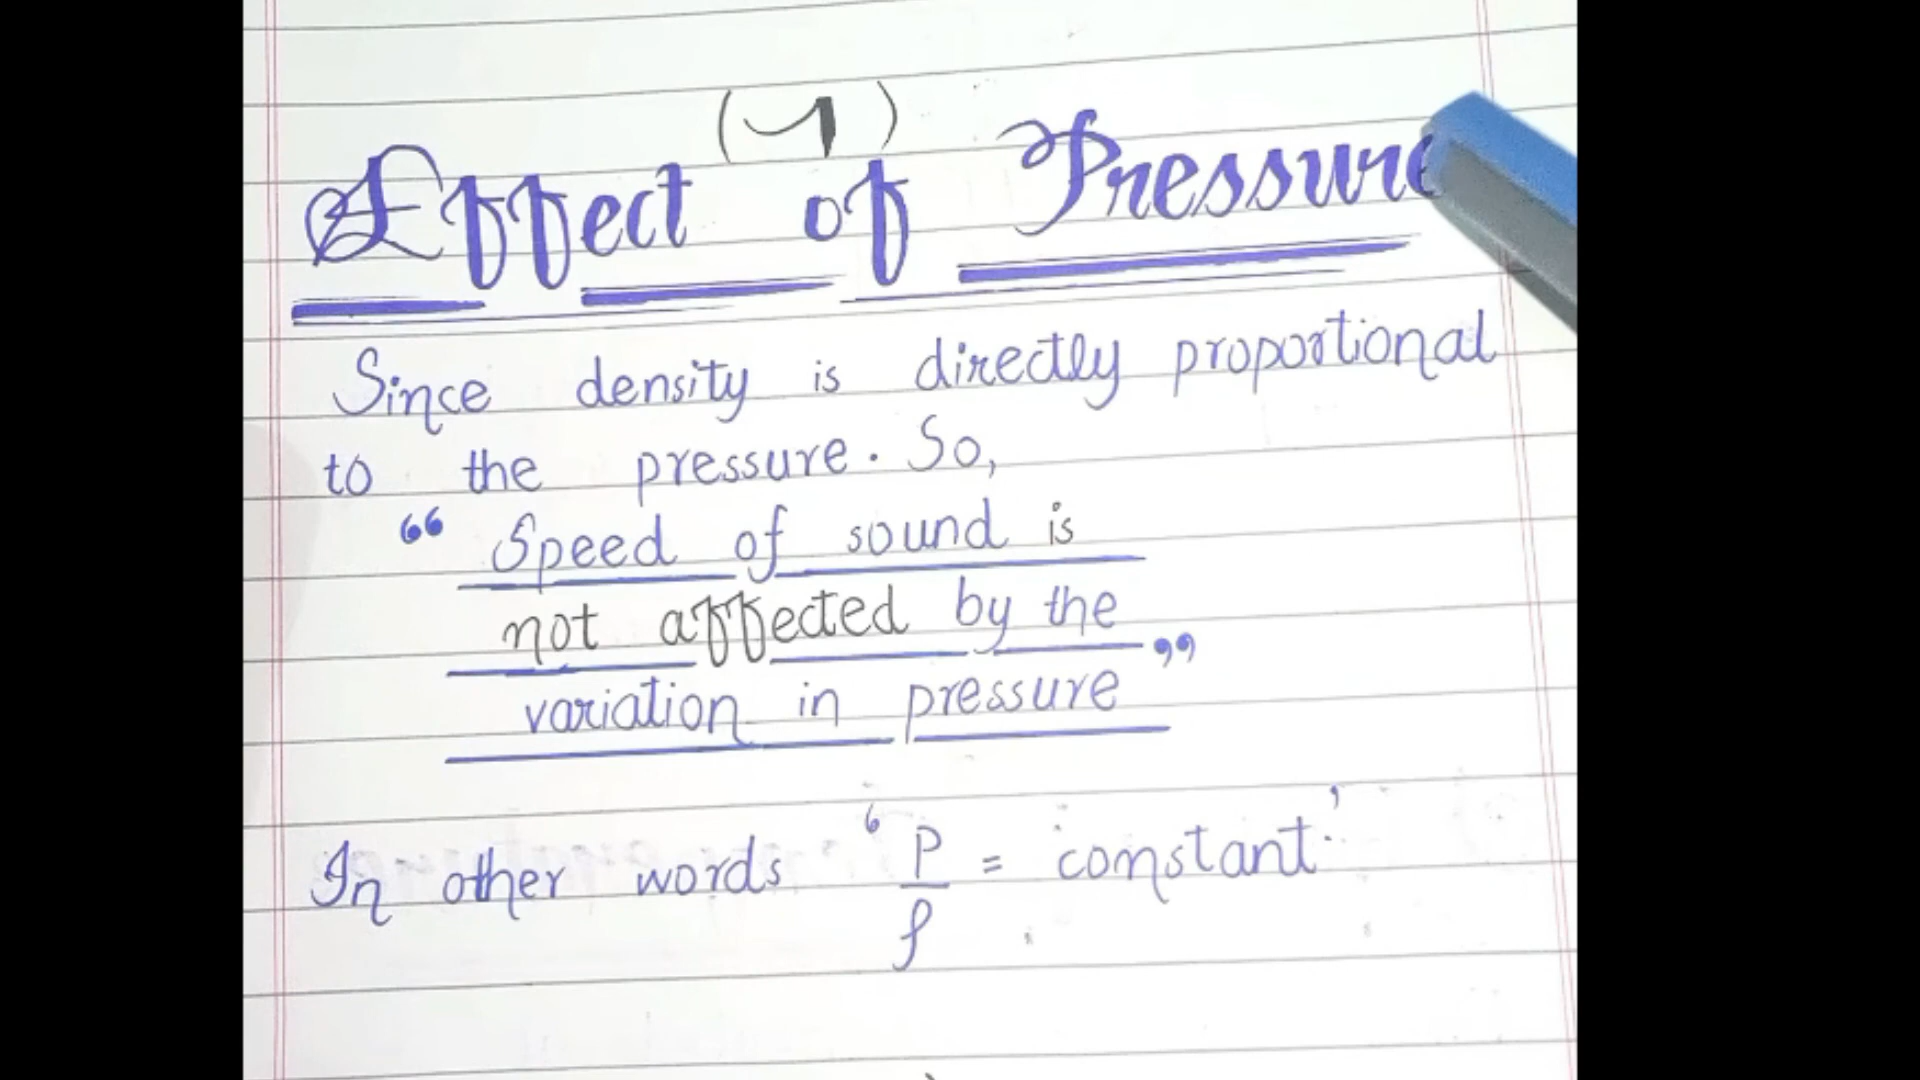 (1)
Effect of Pressure
Since density is directly proportional
to the pressure. So,
“ Speed of sound is
not affected by the
variation in pressure ”
In other words ‘ P/ρ = constant.’